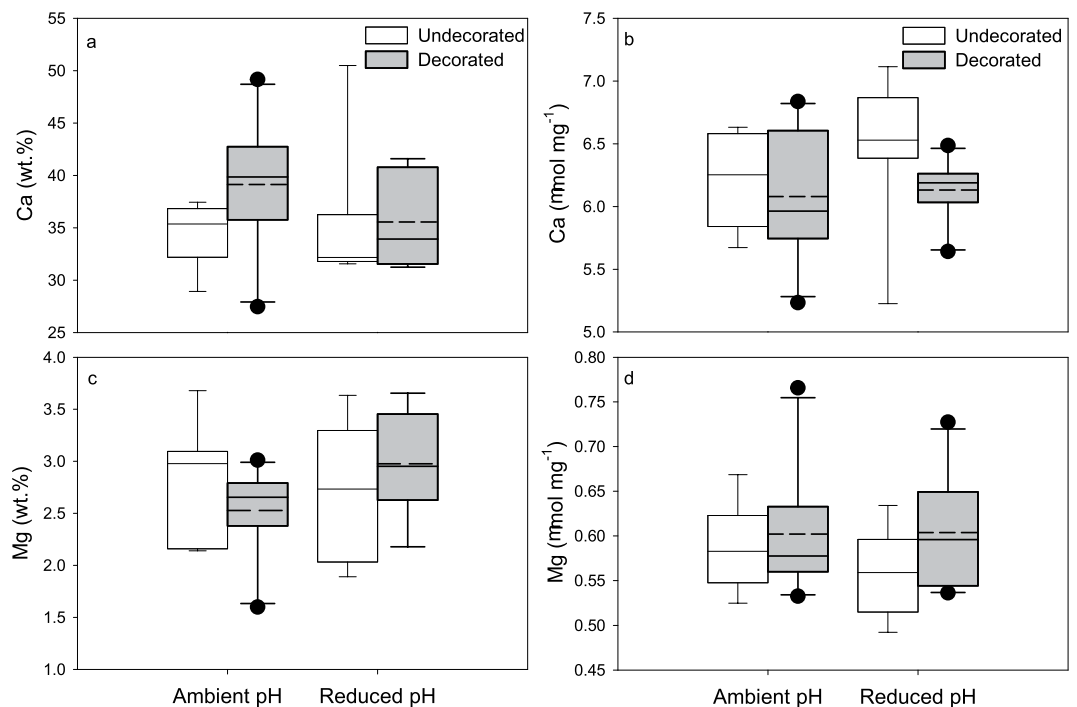 55
50
45
40
35
30
25
Ca (wt.%)
a
Undecorated
Decorated
7.5
7.0
6.5
6.0
5.5
5.0
Ca (mmol mg-1)
b
Undecorated
Decorated
4.0
3.5
3.0
2.5
2.0
1.5
1.0
Mg (wt.%)
c
Ambient pH
Reduced pH
0.80
0.75
0.70
0.65
0.60
0.55
0.50
0.45
Mg (mmol mg-1)
d
Ambient pH
Reduced pH